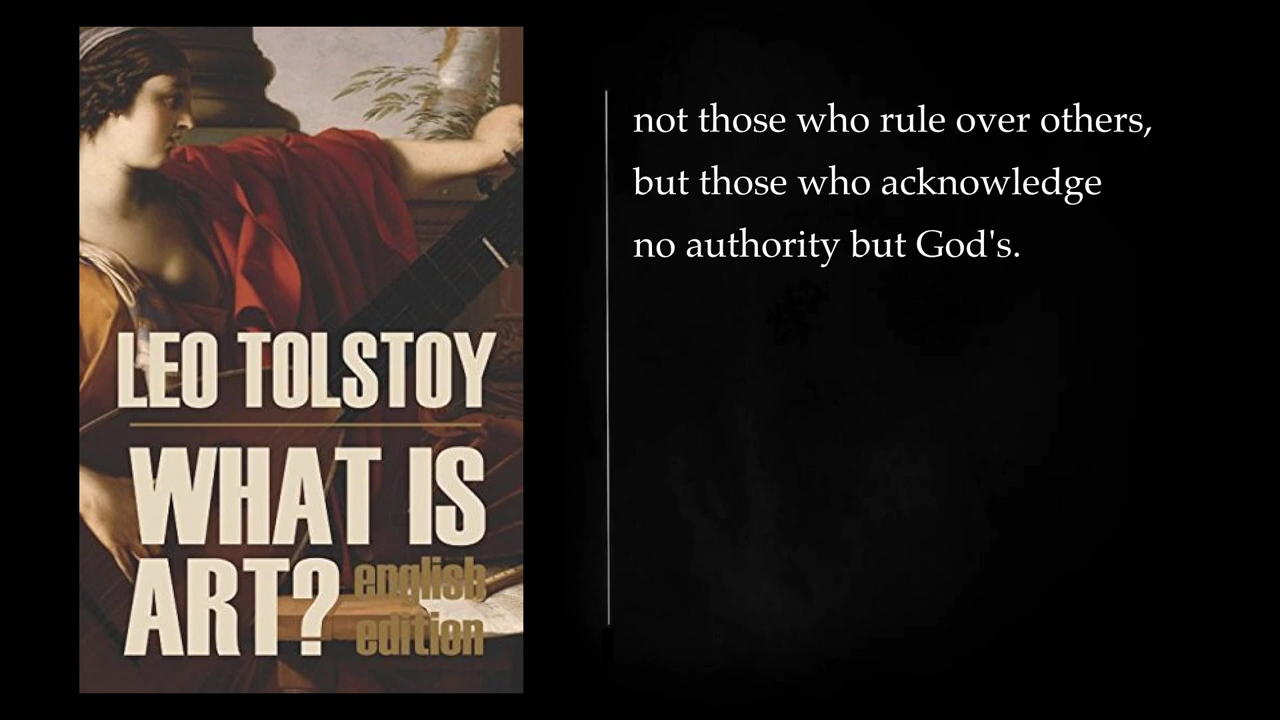 LEO TOLSTOY
WHAT IS
ART? english
edition
not those who rule over others,
but those who acknowledge
no authority but God's.